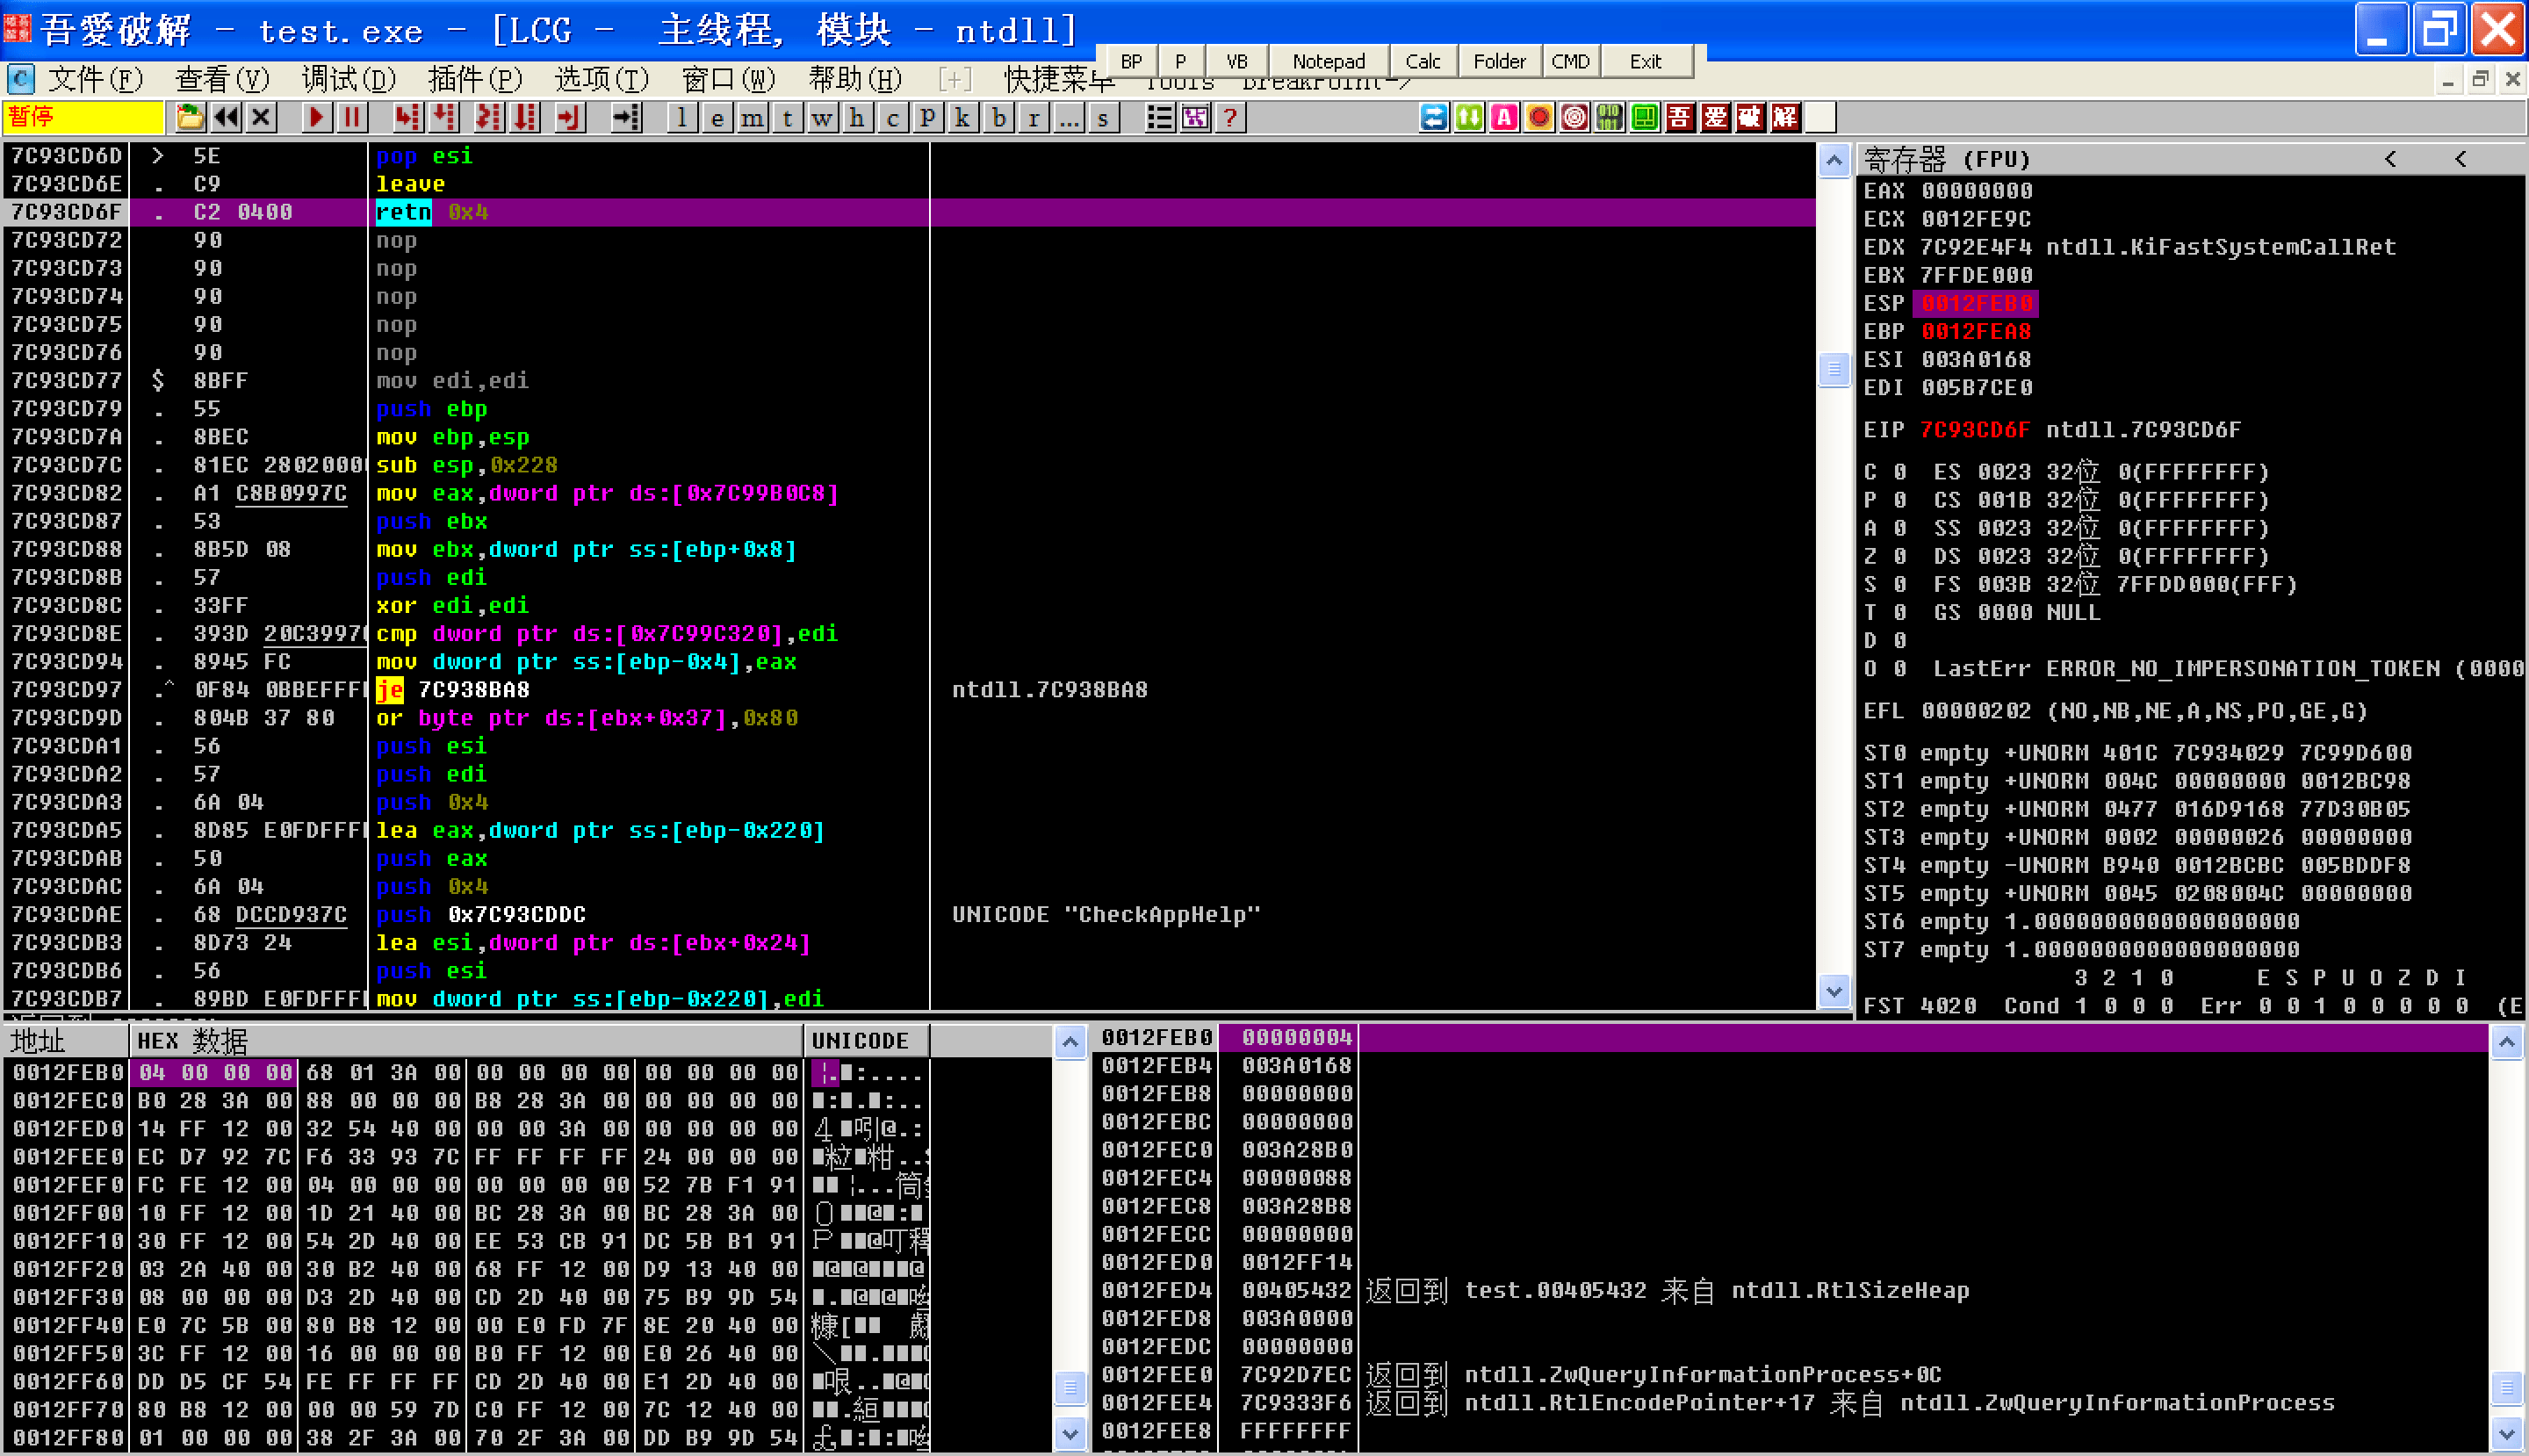 吾愛破解 - test.exe - [LCG - 主线程, 模块 - ntdll]
BP P VB Notepad Calc Folder CMD Exit
文件(F) 查看(V) 调试(D) 插件(P) 选项(T) 窗口(W) 帮助(H) [+] 快捷菜单 Tools BreakPoint->
暂停 l e m t w h c p k b r ... s ? 吾 爱 破 解
7C93CD6D > 5E pop esi
7C93CD6E . C9 leave
7C93CD6F . C2 0400 retn 0x4
7C93CD72 90 nop
7C93CD73 90 nop
7C93CD74 90 nop
7C93CD75 90 nop
7C93CD76 90 nop
7C93CD77 $ 8BFF mov edi,edi
7C93CD79 . 55 push ebp
7C93CD7A . 8BEC mov ebp,esp
7C93CD7C . 81EC 2802000 sub esp,0x228
7C93CD82 . A1 C8B0997C mov eax,dword ptr ds:[0x7C99B0C8]
7C93CD87 . 53 push ebx
7C93CD88 . 8B5D 08 mov ebx,dword ptr ss:[ebp+0x8]
7C93CD8B . 57 push edi
7C93CD8C . 33FF xor edi,edi
7C93CD8E . 393D 20C3997 cmp dword ptr ds:[0x7C99C320],edi
7C93CD94 . 8945 FC mov dword ptr ss:[ebp-0x4],eax
7C93CD97 .^ 0F84 0BBEFFF je 7C938BA8 ntdll.7C938BA8
7C93CD9D . 804B 37 80 or byte ptr ds:[ebx+0x37],0x80
7C93CDA1 . 56 push esi
7C93CDA2 . 57 push edi
7C93CDA3 . 6A 04 push 0x4
7C93CDA5 . 8D85 E0FDFFF lea eax,dword ptr ss:[ebp-0x220]
7C93CDAB . 50 push eax
7C93CDAC . 6A 04 push 0x4
7C93CDAE . 68 DCCD937C push 0x7C93CDDC UNICODE "CheckAppHelp"
7C93CDB3 . 8D73 24 lea esi,dword ptr ds:[ebx+0x24]
7C93CDB6 . 56 push esi
7C93CDB7 . 89BD E0FDFFF mov dword ptr ss:[ebp-0x220],edi
寄存器 (FPU) < <
EAX 00000000
ECX 0012FE9C
EDX 7C92E4F4 ntdll.KiFastSystemCallRet
EBX 7FFDE000
ESP 0012FEB0
EBP 0012FEA8
ESI 003A0168
EDI 005B7CE0
EIP 7C93CD6F ntdll.7C93CD6F
C 0 ES 0023 32位 0(FFFFFFFF)
P 0 CS 001B 32位 0(FFFFFFFF)
A 0 SS 0023 32位 0(FFFFFFFF)
Z 0 DS 0023 32位 0(FFFFFFFF)
S 0 FS 003B 32位 7FFDD000(FFF)
T 0 GS 0000 NULL
D 0
O 0 LastErr ERROR_NO_IMPERSONATION_TOKEN (0000
EFL 00000202 (NO,NB,NE,A,NS,PO,GE,G)
ST0 empty +UNORM 401C 7C934029 7C99D600
ST1 empty +UNORM 004C 00000000 0012BC98
ST2 empty +UNORM 0477 016D9168 77D30B05
ST3 empty +UNORM 0002 00000026 00000000
ST4 empty -UNORM B940 0012BCBC 005BDDF8
ST5 empty +UNORM 0045 0208004C 00000000
ST6 empty 1.0000000000000000000
ST7 empty 1.0000000000000000000
3 2 1 0 E S P U O Z D I
FST 4020 Cond 1 0 0 0 Err 0 0 1 0 0 0 0 0 (E
地址 HEX 数据 UNICODE
0012FEB0 04 00 00 00 68 01 3A 00 00 00 00 00 00 00 00 00
0012FEC0 B0 28 3A 00 88 00 00 00 B8 28 3A 00 00 00 00 00
0012FED0 14 FF 12 00 32 54 40 00 00 00 3A 00 00 00 00 00
0012FEE0 EC D7 92 7C F6 33 93 7C FF FF FF FF 24 00 00 00
0012FEF0 FC FE 12 00 04 00 00 00 00 00 00 00 52 7B F1 91
0012FF00 10 FF 12 00 1D 21 40 00 BC 28 3A 00 BC 28 3A 00
0012FF10 30 FF 12 00 54 2D 40 00 EE 53 CB 91 DC 5B B1 91
0012FF20 03 2A 40 00 30 B2 40 00 68 FF 12 00 D9 13 40 00
0012FF30 08 00 00 00 D3 2D 40 00 CD 2D 40 00 75 B9 9D 54
0012FF40 E0 7C 5B 00 80 B8 12 00 00 E0 FD 7F 8E 20 40 00
0012FF50 3C FF 12 00 16 00 00 00 B0 FF 12 00 E0 26 40 00
0012FF60 DD D5 CF 54 FE FF FF FF CD 2D 40 00 E1 2D 40 00
0012FF70 80 B8 12 00 00 00 59 7D C0 FF 12 00 7C 12 40 00
0012FF80 01 00 00 00 38 2F 3A 00 70 2F 3A 00 DD B9 9D 54
0012FEB0 00000004
0012FEB4 003A0168
0012FEB8 00000000
0012FEBC 00000000
0012FEC0 003A28B0
0012FEC4 00000088
0012FEC8 003A28B8
0012FECC 00000000
0012FED0 0012FF14
0012FED4 00405432 返回到 test.00405432 来自 ntdll.RtlSizeHeap
0012FED8 003A0000
0012FEDC 00000000
0012FEE0 7C92D7EC 返回到 ntdll.ZwQueryInformationProcess+0C
0012FEE4 7C9333F6 返回到 ntdll.RtlEncodePointer+17 来自 ntdll.ZwQueryInformationProcess
0012FEE8 FFFFFFFF